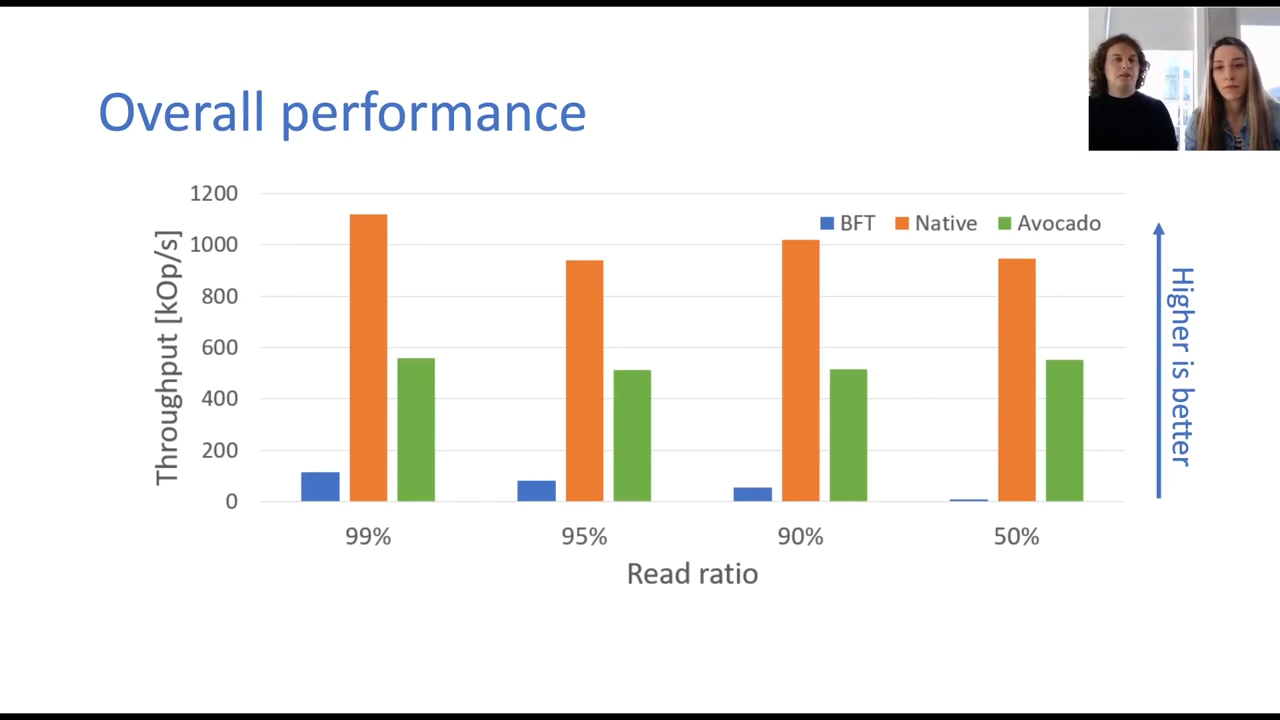 Overall performance
Throughput [kOp/s]
1200
1000
800
600
400
200
0
BFT Native Avocado
99% 95% 90% 50%
Read ratio
Higher is better